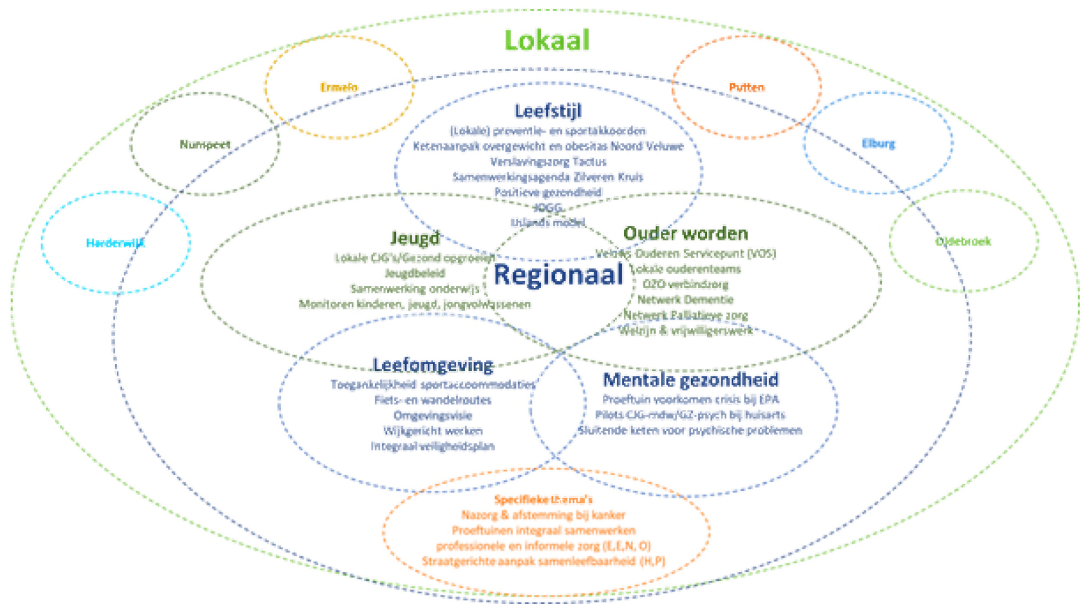 Lokaal
Ermelo
Putten
Nunspeet
Elburg
Harderwijk
Oldebroek
Leefstijl
(Lokale) preventie- en sportakkoorden
Ketenaanpak overgewicht en obesitas Noord Veluwe
Verslavingszorg Tactus
Samenwerkingsagenda Zilveren Kruis
Positieve gezondheid
JOGG
IJslands model
Jeugd
Lokale CJG's/Gezond opgroeien
Jeugdbeleid
Samenwerking onderwijs
Monitoren kinderen, jeugd, jongvolwassenen
Ouder worden
Veluws Ouderen Servicepunt (VOS)
Lokale ouderenteams
OZO verbindzorg
Netwerk Dementie
Netwerk Palliatieve zorg
Welzijn & vrijwilligerswerk
Regionaal
Leefomgeving
Toegankelijkheid sportaccommodaties
Fiets- en wandelroutes
Omgevingsvisie
Wijkgericht werken
Integraal veiligheidsplan
Mentale gezondheid
Proeftuin voorkomen crisis bij EPA
Pilots CJG-mdw/GZ-psych bij huisarts
Sluitende keten voor psychische problemen
Specifieke thema's
Nazorg & afstemming bij kanker
Proeftuinen integraal samenwerken
professionele en informele zorg (E,E,N, O)
Straatgerichte aanpak samenleefbaarheid (H,P)